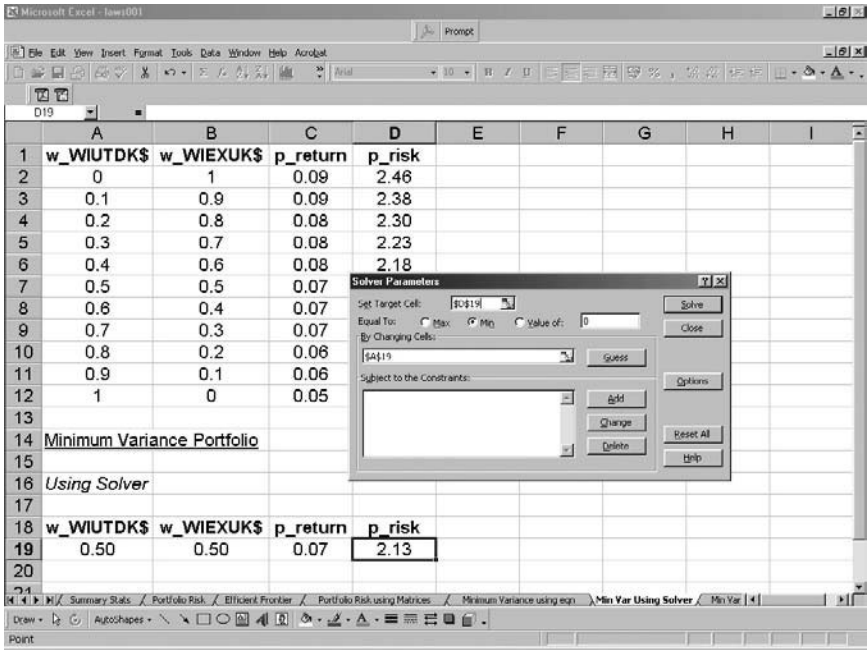 Microsoft Excel - laws001
Prompt
File Edit View Insert Format Tools Data Window Help Acrobat
Arial 10 B I U
D19 =
A B C D E F G H I
1 w_WIUTDK$ w_WIEXUK$ p_return p_risk
2 0 1 0.09 2.46
3 0.1 0.9 0.09 2.38
4 0.2 0.8 0.08 2.30
5 0.3 0.7 0.08 2.23
6 0.4 0.6 0.08 2.18
7 0.5 0.5 0.07
8 0.6 0.4 0.07
9 0.7 0.3 0.07
10 0.8 0.2 0.06
11 0.9 0.1 0.06
12 1 0 0.05
13
14 Minimum Variance Portfolio
15
16 Using Solver
17
18 w_WIUTDK$ w_WIEXUK$ p_return p_risk
19 0.50 0.50 0.07 2.13
20
21
Solver Parameters
Set Target Cell: $D$19 Solve
Equal To: Max Min Value of: 0 Close
By Changing Cells:
$A$19 Guess
Subject to the Constraints: Options
Add
Change
Reset All
Delete
Help
Summary Stats / Portfolio Risk / Efficient Frontier / Portfolio Risk using Matrices / Minimum Variance using eqn \ Min Var Using Solver / Min Var
Draw AutoShapes
Point